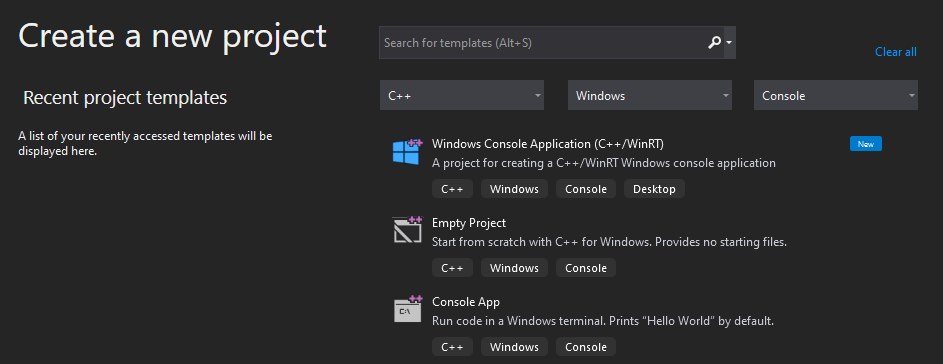 Create a new project
Search for templates (Alt+S)
Clear all
Recent project templates
A list of your recently accessed templates will be
displayed here.
C++ Windows Console
Windows Console Application (C++/WinRT) New
A project for creating a C++/WinRT Windows console application
C++ Windows Console Desktop
Empty Project
Start from scratch with C++ for Windows. Provides no starting files.
C++ Windows Console
C:\
Console App
Run code in a Windows terminal. Prints "Hello World" by default.
C++ Windows Console